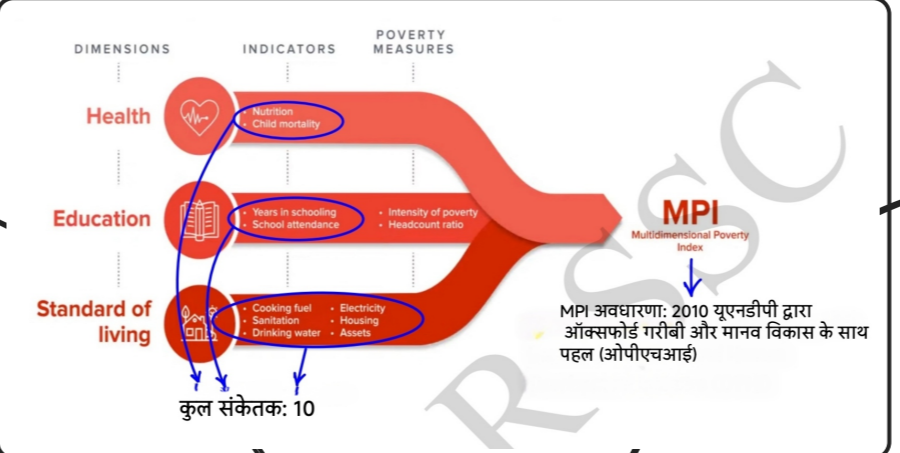 DIMENSIONS
INDICATORS
POVERTY
MEASURES
Health
• Nutrition
• Child mortality
Education
• Years in schooling
• School attendance
• Intensity of poverty
• Headcount ratio
Standard of
living
• Cooking fuel
• Sanitation
• Drinking water
• Electricity
• Housing
• Assets
MPI
Multidimensional Poverty
Index
MPI अवधारणा: 2010 यूएनडीपी द्वारा
ऑक्सफोर्ड गरीबी और मानव विकास के साथ
पहल (ओपीएचआई)
कुल संकेतक: 10
RSSC